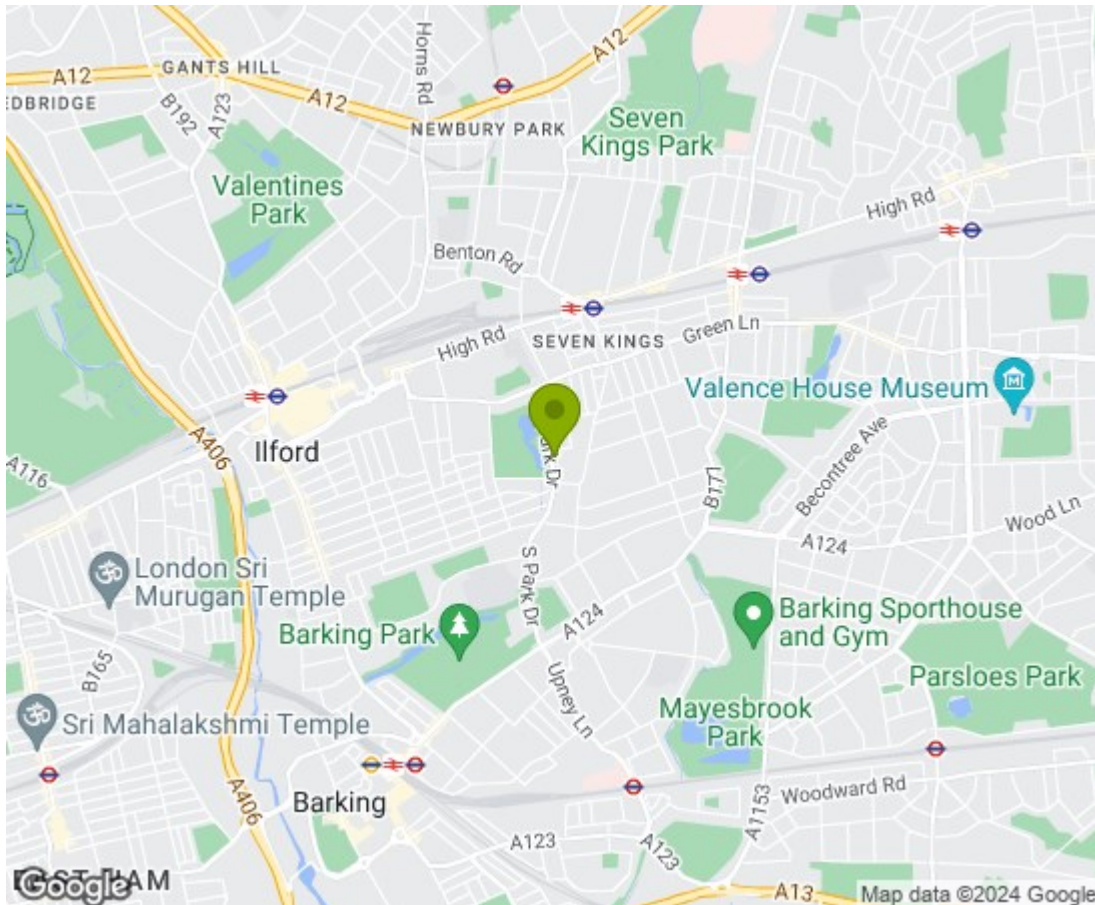 A12
GANTS HILL
EDBRIDGE
B192
A123
A12
Horns Rd
A12
NEWBURY PARK
Seven
Kings Park
Valentines
Park
High Rd
Benton Rd
High Rd
SEVEN KINGS
Green Ln
Valence House Museum
Ilford
A406
A116
Becontree Ave
B177
Wood Ln
A124
London Sri
Murugan Temple
S Park Dr
Barking Park
A124
Barking Sporthouse
and Gym
B165
Parsloes Park
Upney Ln
Sri Mahalakshmi Temple
Mayesbrook
Park
Barking
A406
Woodward Rd
A1153
A123
A123
A13
Google
Map data ©2024 Google